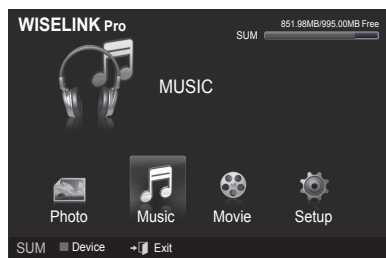 WISELINK Pro
851.98MB/995.00MB Free
SUM
MUSIC
Photo Music Movie Setup
SUM Device Exit